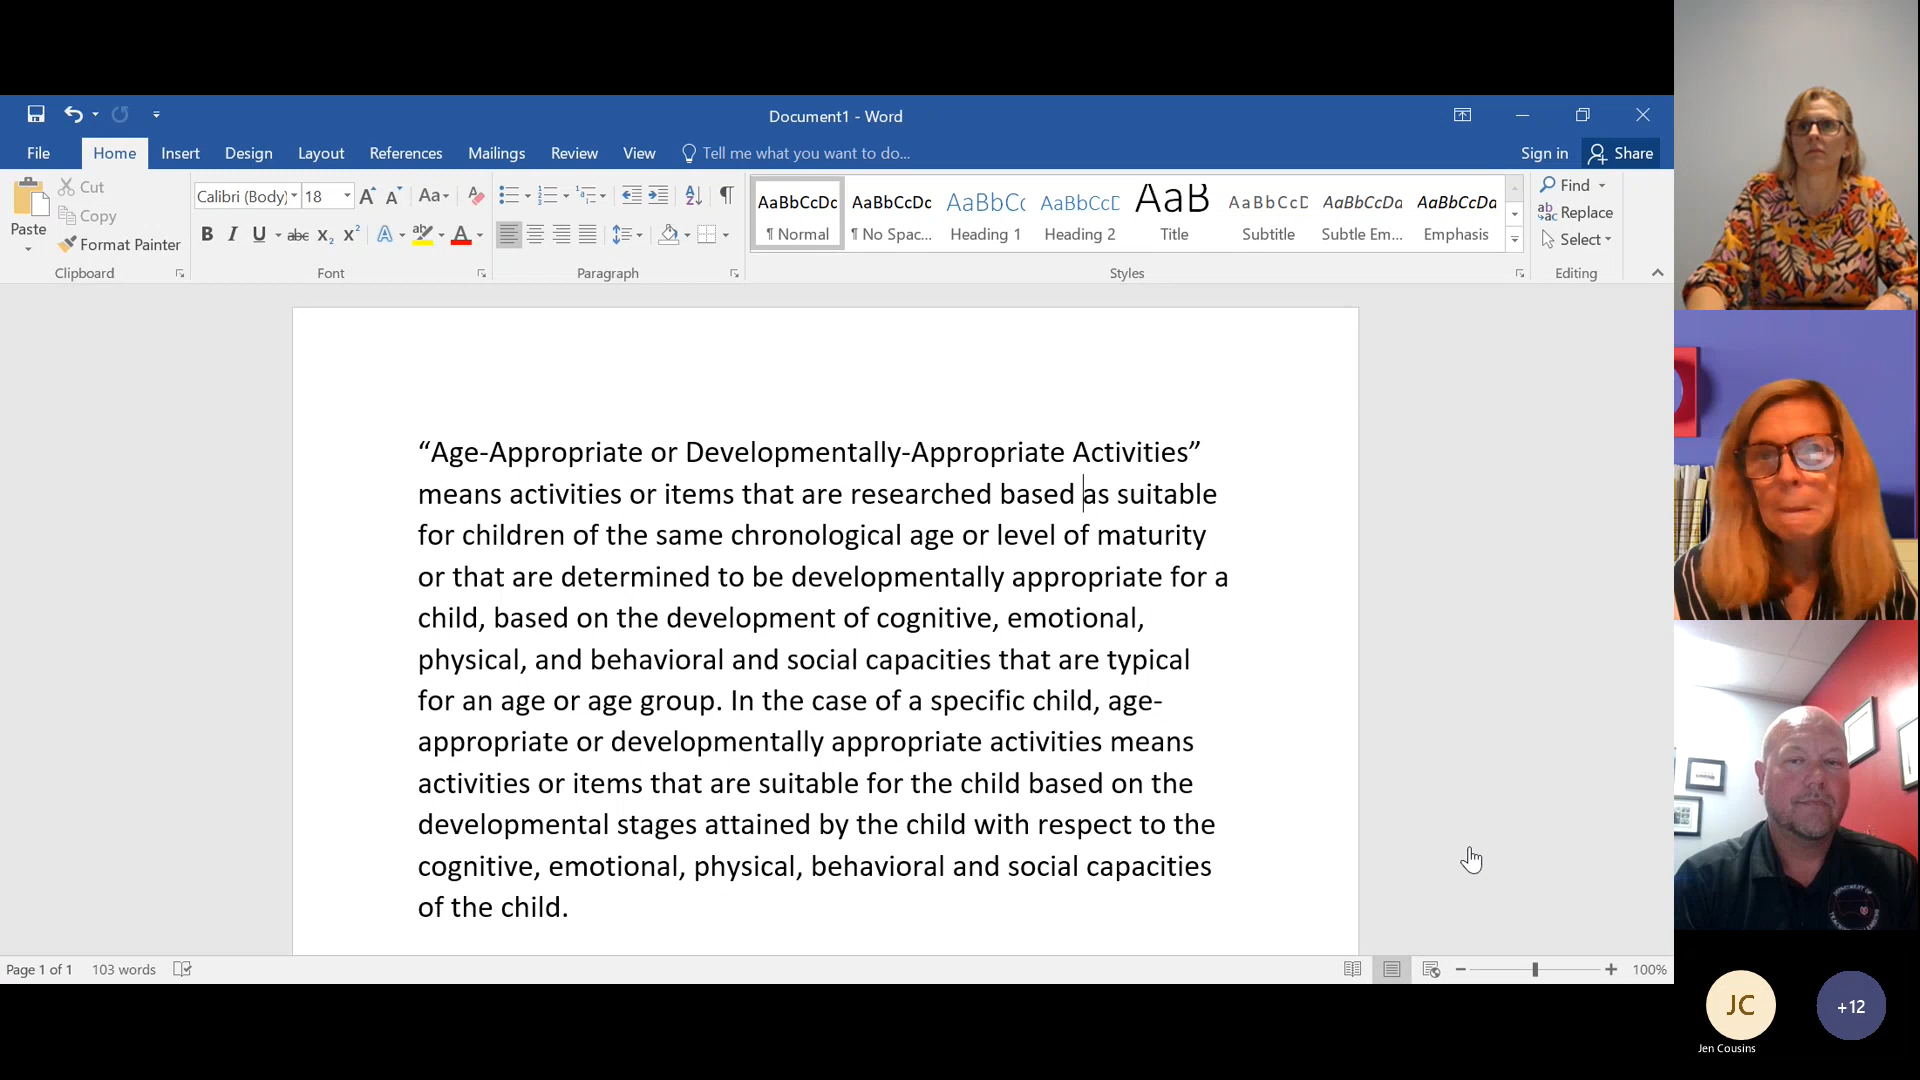 Document1 - Word
File Home Insert Design Layout References Mailings Review View Tell me what you want to do... Sign in Share
Paste
Cut
Copy
Format Painter
Clipboard
Calibri (Body) 18
Font
Paragraph
AaBbCcDc AaBbCcDc AaBbCc AaBbCcD AaB AaBbCcD AaBbCcDd AaBbCcDd
¶ Normal ¶ No Spac... Heading 1 Heading 2 Title Subtitle Subtle Em... Emphasis
Styles
Find
Replace
Select
Editing
“Age-Appropriate or Developmentally-Appropriate Activities”
means activities or items that are researched based as suitable
for children of the same chronological age or level of maturity
or that are determined to be developmentally appropriate for a
child, based on the development of cognitive, emotional,
physical, and behavioral and social capacities that are typical
for an age or age group. In the case of a specific child, age-
appropriate or developmentally appropriate activities means
activities or items that are suitable for the child based on the
developmental stages attained by the child with respect to the
cognitive, emotional, physical, behavioral and social capacities
of the child.
Page 1 of 1 103 words 100%
JC +12
Jen Cousins